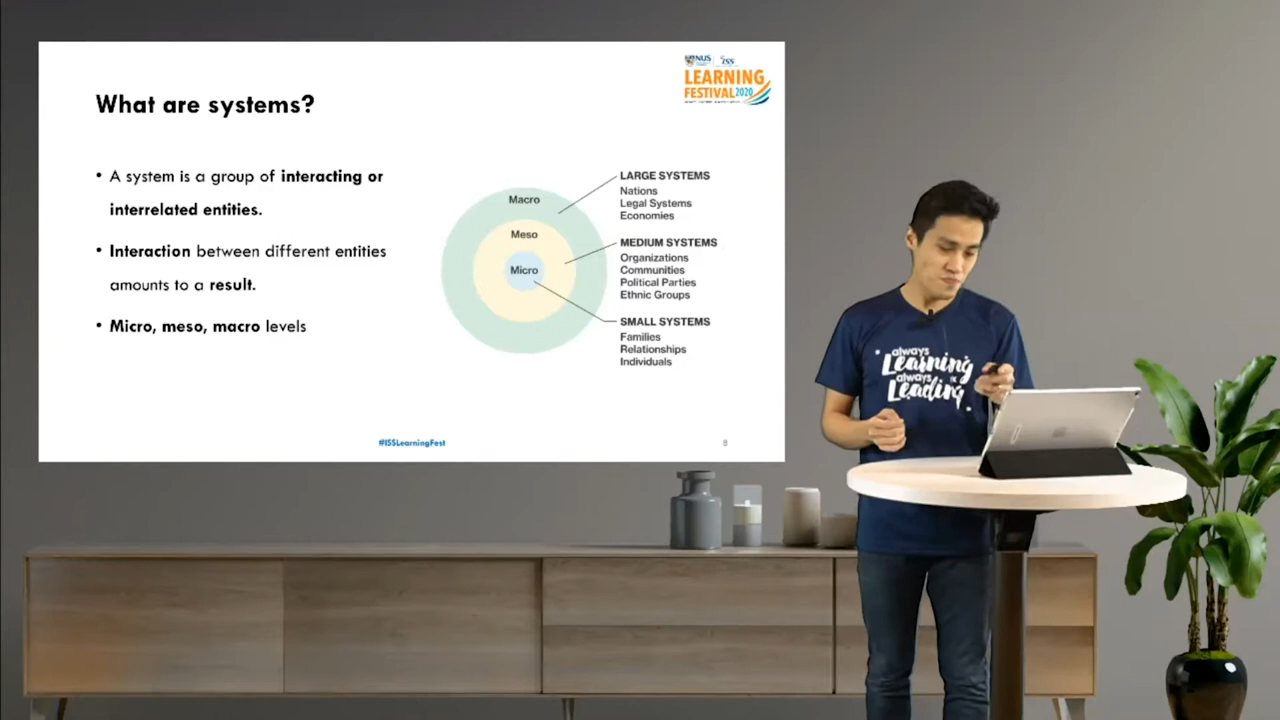 NUS
ISS
LEARNING
FESTIVAL 2020
What are systems?
• A system is a group of interacting or
interrelated entities.
• Interaction between different entities
amounts to a result.
• Micro, meso, macro levels
Macro
Meso
Micro
LARGE SYSTEMS
Nations
Legal Systems
Economies
MEDIUM SYSTEMS
Organizations
Communities
Political Parties
Ethnic Groups
SMALL SYSTEMS
Families
Relationships
Individuals
#ISSLearningFest
8
always
Learning
always
Leading